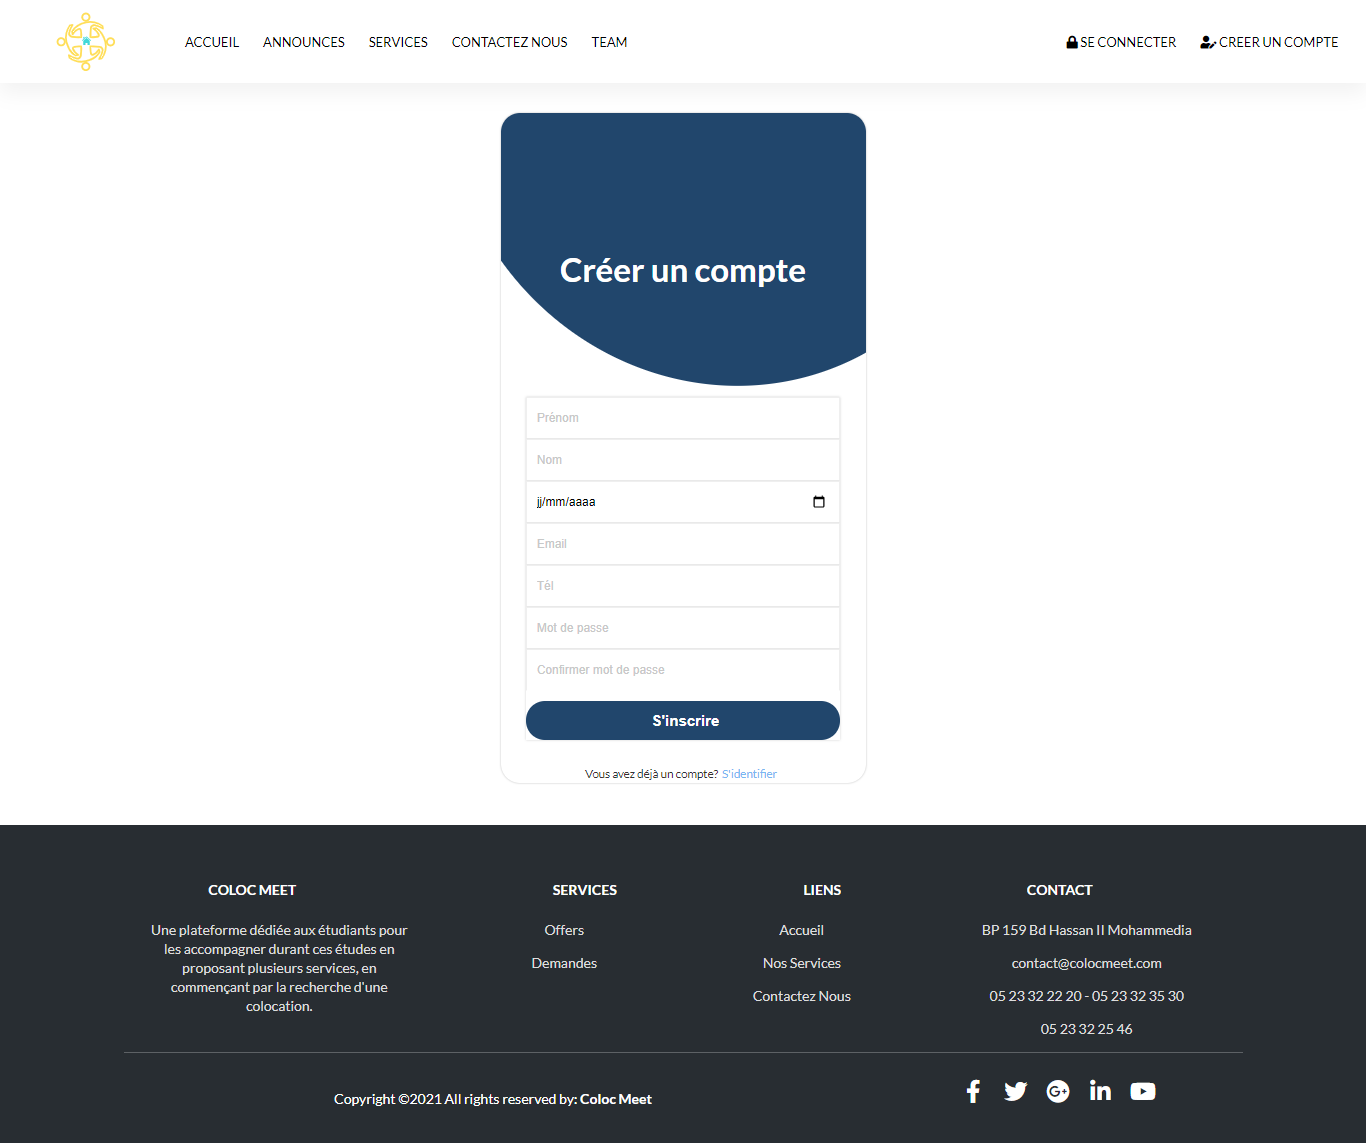 ACCUEIL ANNOUNCES SERVICES CONTACTEZ NOUS TEAM SE CONNECTER CREER UN COMPTE
Créer un compte
Prénom
Nom
jj/mm/aaaa
Email
Tél
Mot de passe
Confirmer mot de passe
S'inscrire
Vous avez déjà un compte? S'identifier
COLOC MEET
Une plateforme dédiée aux étudiants pour
les accompagner durant ces études en
proposant plusieurs services, en
commençant par la recherche d'une
colocation.
SERVICES
Offers
Demandes
LIENS
Accueil
Nos Services
Contactez Nous
CONTACT
BP 159 Bd Hassan II Mohammedia
contact@colocmeet.com
05 23 32 22 20 - 05 23 32 35 30
05 23 32 25 46
Copyright ©2021 All rights reserved by: Coloc Meet